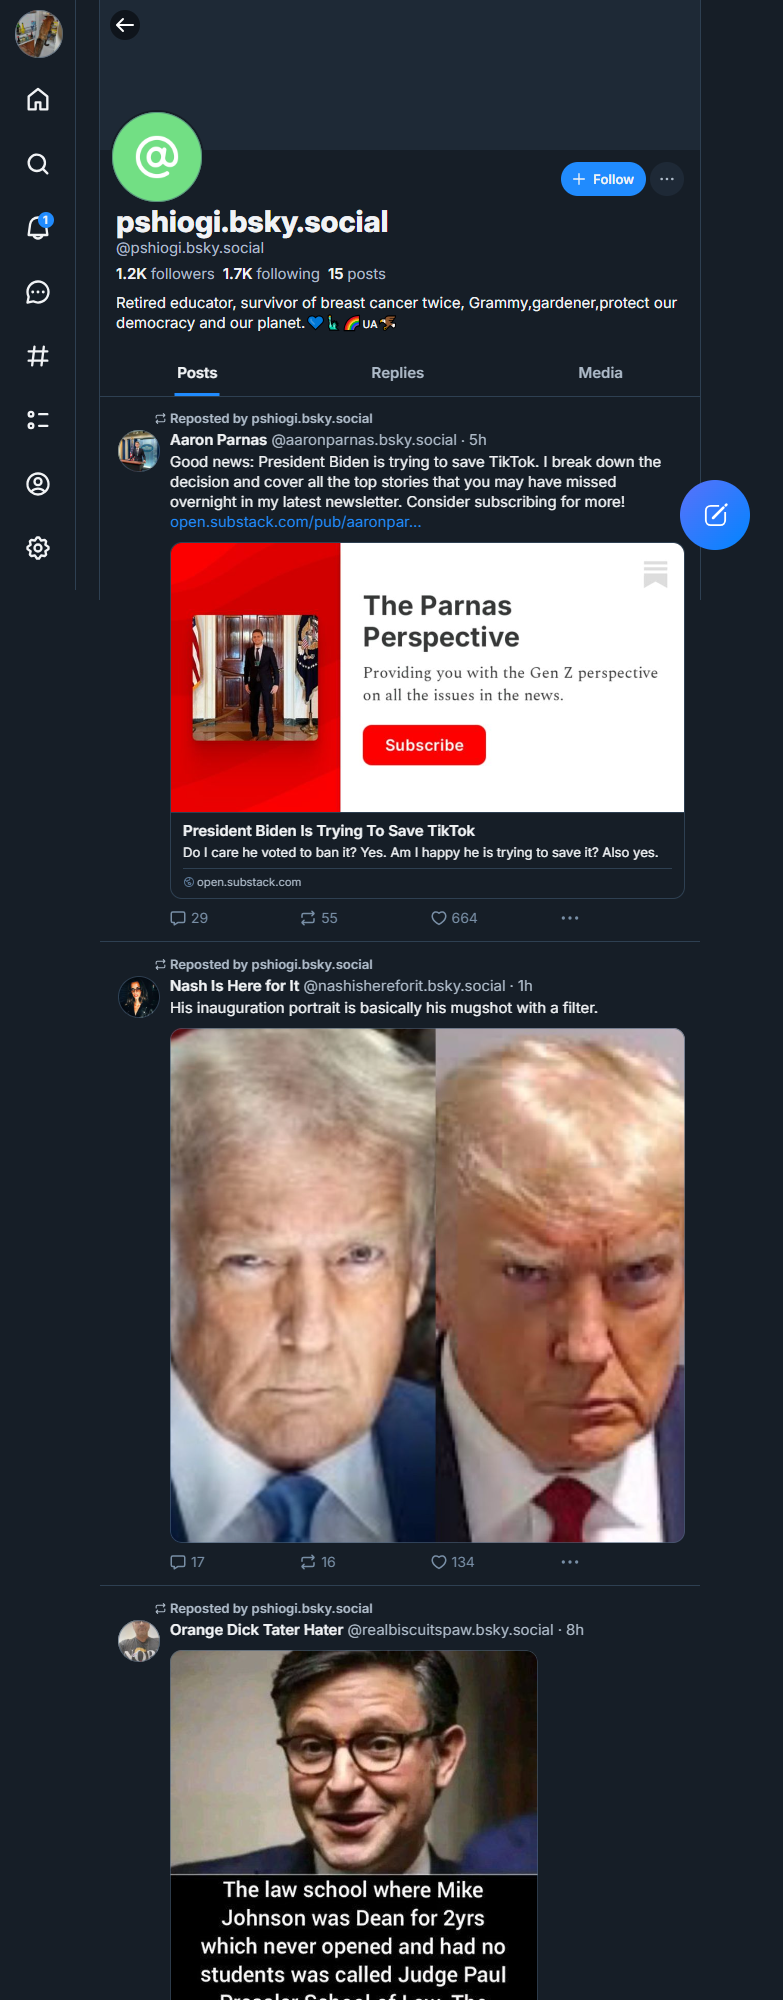 1
@
+ Follow
pshiogi.bsky.social
@pshiogi.bsky.social
1.2K followers 1.7K following 15 posts
Retired educator, survivor of breast cancer twice, Grammy,gardener,protect our
democracy and our planet.💙🗽🌈🇺🇦🦅
Posts Replies Media
Reposted by pshiogi.bsky.social
Aaron Parnas @aaronparnas.bsky.social · 5h
Good news: President Biden is trying to save TikTok. I break down the
decision and cover all the top stories that you may have missed
overnight in my latest newsletter. Consider subscribing for more!
open.substack.com/pub/aaronpar...
The Parnas
Perspective
Providing you with the Gen Z perspective
on all the issues in the news.
Subscribe
President Biden Is Trying To Save TikTok
Do I care he voted to ban it? Yes. Am I happy he is trying to save it? Also yes.
open.substack.com
29 55 664
Reposted by pshiogi.bsky.social
Nash Is Here for It @nashishereforit.bsky.social · 1h
His inauguration portrait is basically his mugshot with a filter.
17 16 134
Reposted by pshiogi.bsky.social
Orange Dick Tater Hater @realbiscuitspaw.bsky.social · 8h
The law school where Mike
Johnson was Dean for 2yrs
which never opened and had no
students was called Judge Paul
Pressler School of Law. The